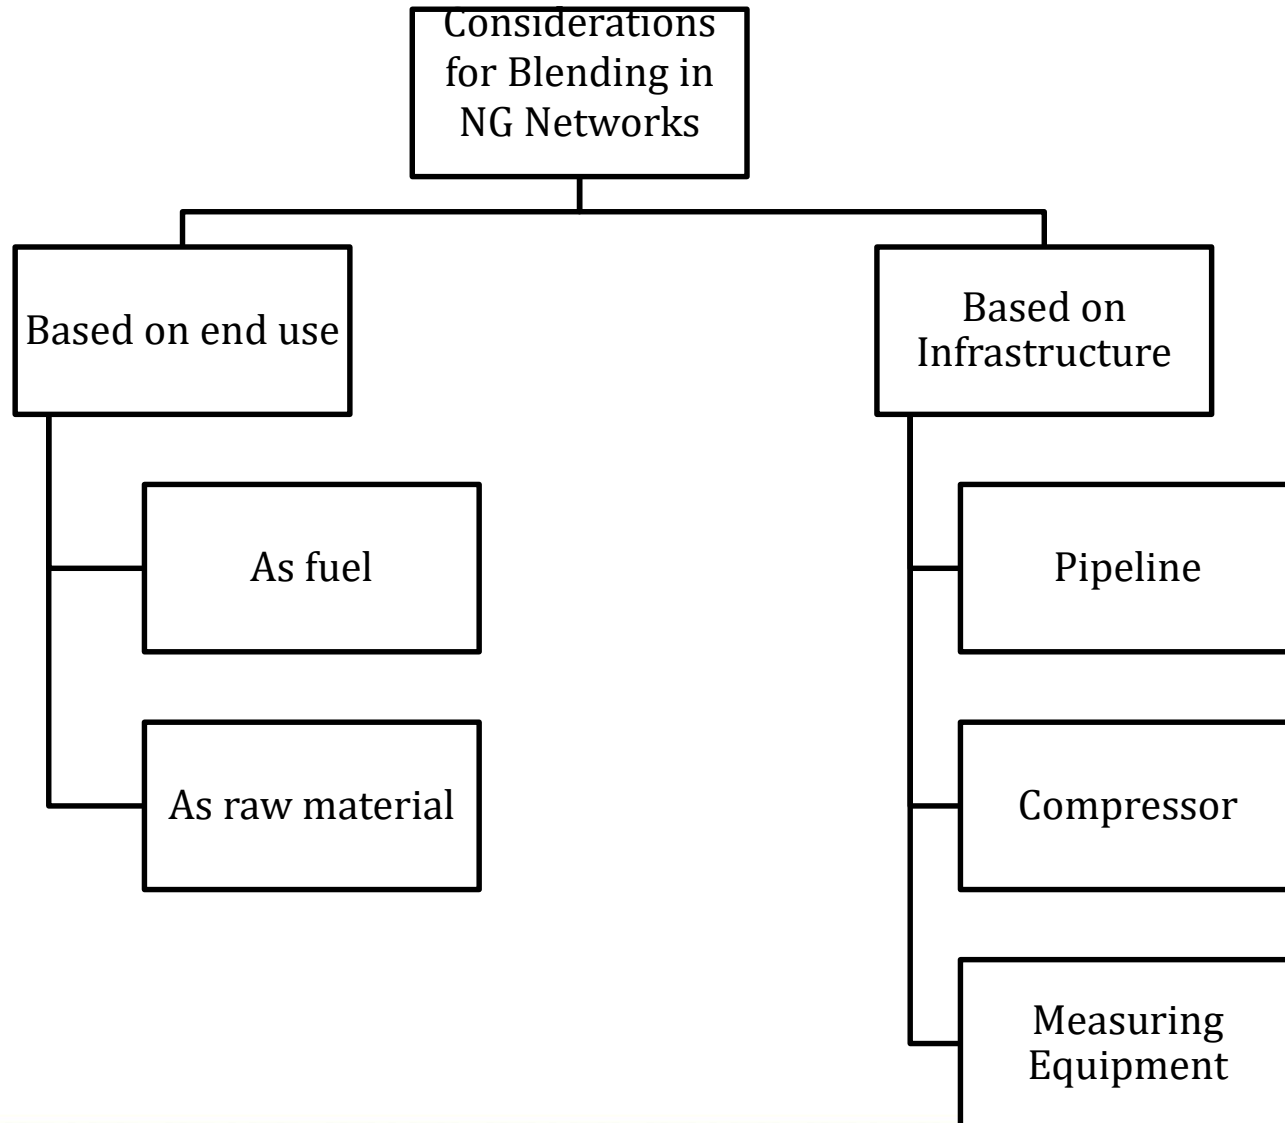 Considerations
for Blending in
NG Networks
Based on end use
Based on
Infrastructure
As fuel
Pipeline
As raw material
Compressor
Measuring
Equipment